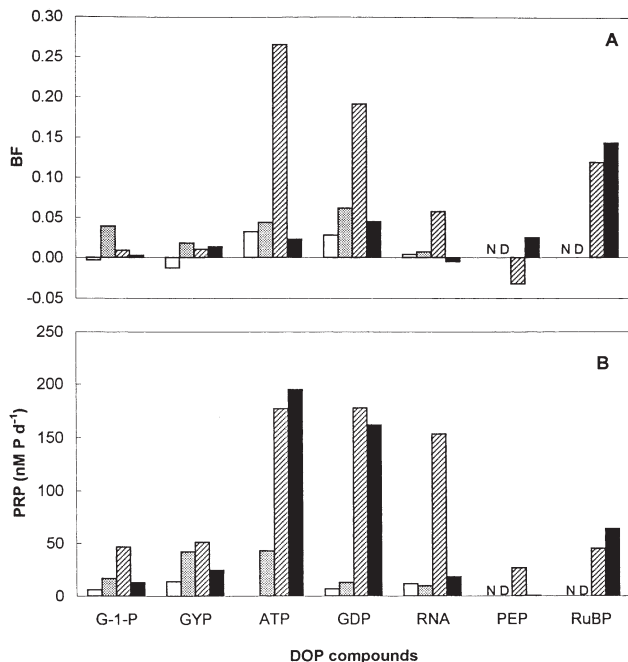 A
BF
0.30
0.25
0.20
0.15
0.10
0.05
0.00
-0.05
N D
N D
B
PRP (nM P d⁻¹)
250
200
150
100
50
0
N D
N D
G-1-P GYP ATP GDP RNA PEP RuBP
DOP compounds